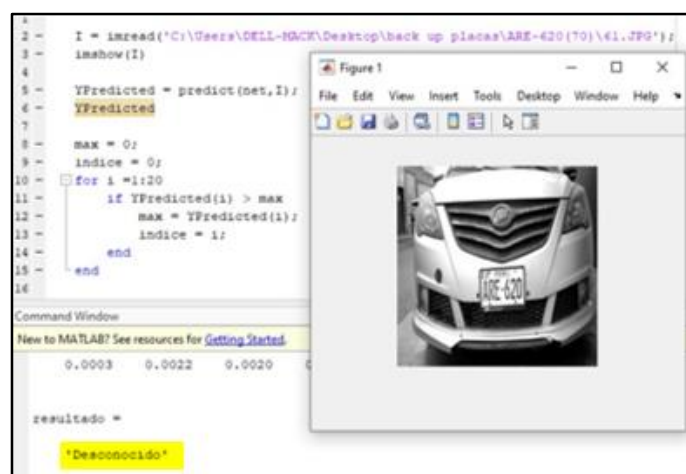 1
2 - I = imread('C:\Users\DELL-MACK\Desktop\back up placas\ARE-620(70)\61.JPG');
3 - imshow(I)
4
5 - YPredicted = predict(net,I);
6 - YPredicted
7
8 - max = 0;
9 - indice = 0;
10 - for i =1:20
11 - if YPredicted(i) > max
12 - max = YPredicted(i);
13 - indice = i;
14 - end
15 - end
16
Figure 1
File Edit View Insert Tools Desktop Window Help
PERU
ARE-620
Command Window
New to MATLAB? See resources for Getting Started.
0.0003 0.0022 0.0020
resultado =
'Desconocido'